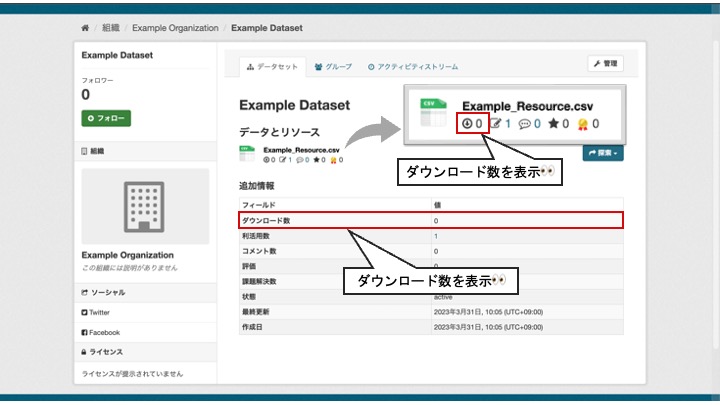 組織 / Example Organization / Example Dataset
Example Dataset
フォロワー
0
フォロー
組織
Example Organization
この組織には説明がありません
ソーシャル
Twitter
Facebook
ライセンス
ライセンスが提示されていません
データセット グループ アクティビティストリーム 管理
Example Dataset
データとリソース
CSV Example_Resource.csv
0 1 0 0 0
CSV Example_Resource.csv
0 1 0 0 0
探索
ダウンロード数を表示👀
追加情報
フィールド 値
ダウンロード数 0
利活用数 1
コメント数 0
評価 0
ダウンロード数を表示👀
課題解決数
状態 active
最終更新 2023年3月31日, 10:05 (UTC+09:00)
作成日 2023年3月31日, 10:05 (UTC+09:00)